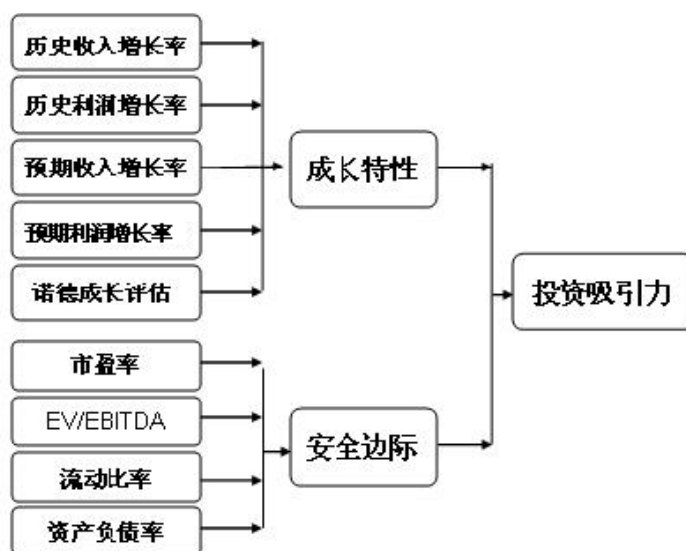 历史收入增长率
历史利润增长率
预期收入增长率
预期利润增长率
诺德成长评估
成长特性
市盈率
EV/EBITDA
流动比率
资产负债率
安全边际
投资吸引力